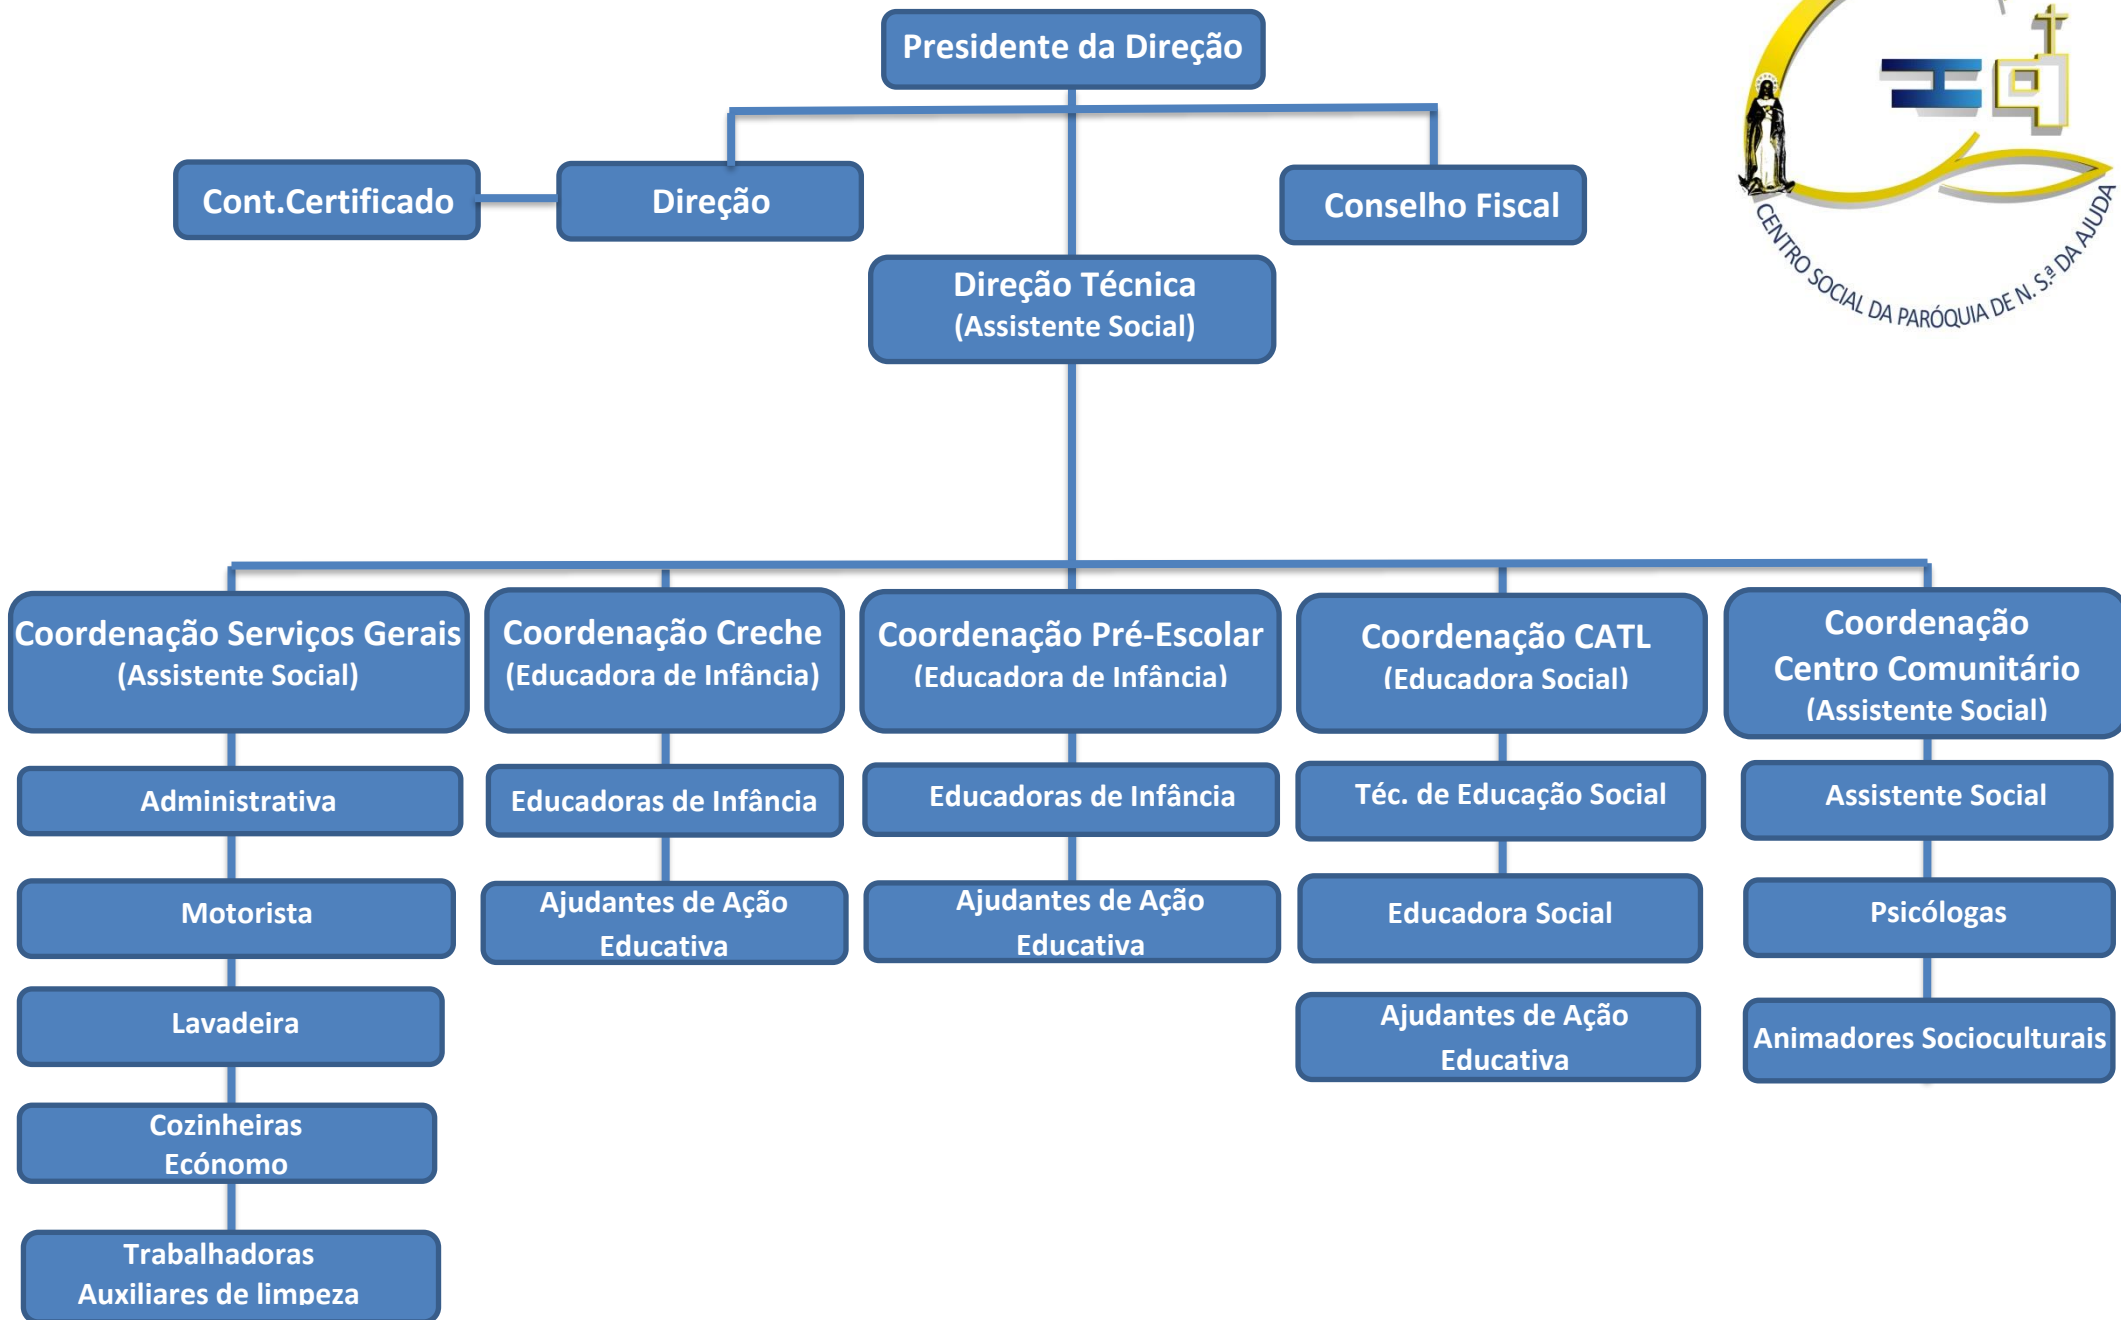 Presidente da Direção
Cont.Certificado
Direção
Conselho Fiscal
CENTRO SOCIAL DA PARÓQUIA DE N. S.ª DA AJUDA
Direção Técnica
(Assistente Social)
Coordenação Serviços Gerais
(Assistente Social)
Coordenação Creche
(Educadora de Infância)
Coordenação Pré-Escolar
(Educadora de Infância)
Coordenação CATL
(Educadora Social)
Coordenação
Centro Comunitário
(Assistente Social)
Administrativa
Educadoras de Infância
Educadoras de Infância
Téc. de Educação Social
Assistente Social
Motorista
Ajudantes de Ação
Educativa
Ajudantes de Ação
Educativa
Educadora Social
Psicólogas
Lavadeira
Ajudantes de Ação
Educativa
Animadores Socioculturais
Cozinheiras
Ecónomo
Trabalhadoras
Auxiliares de limpeza